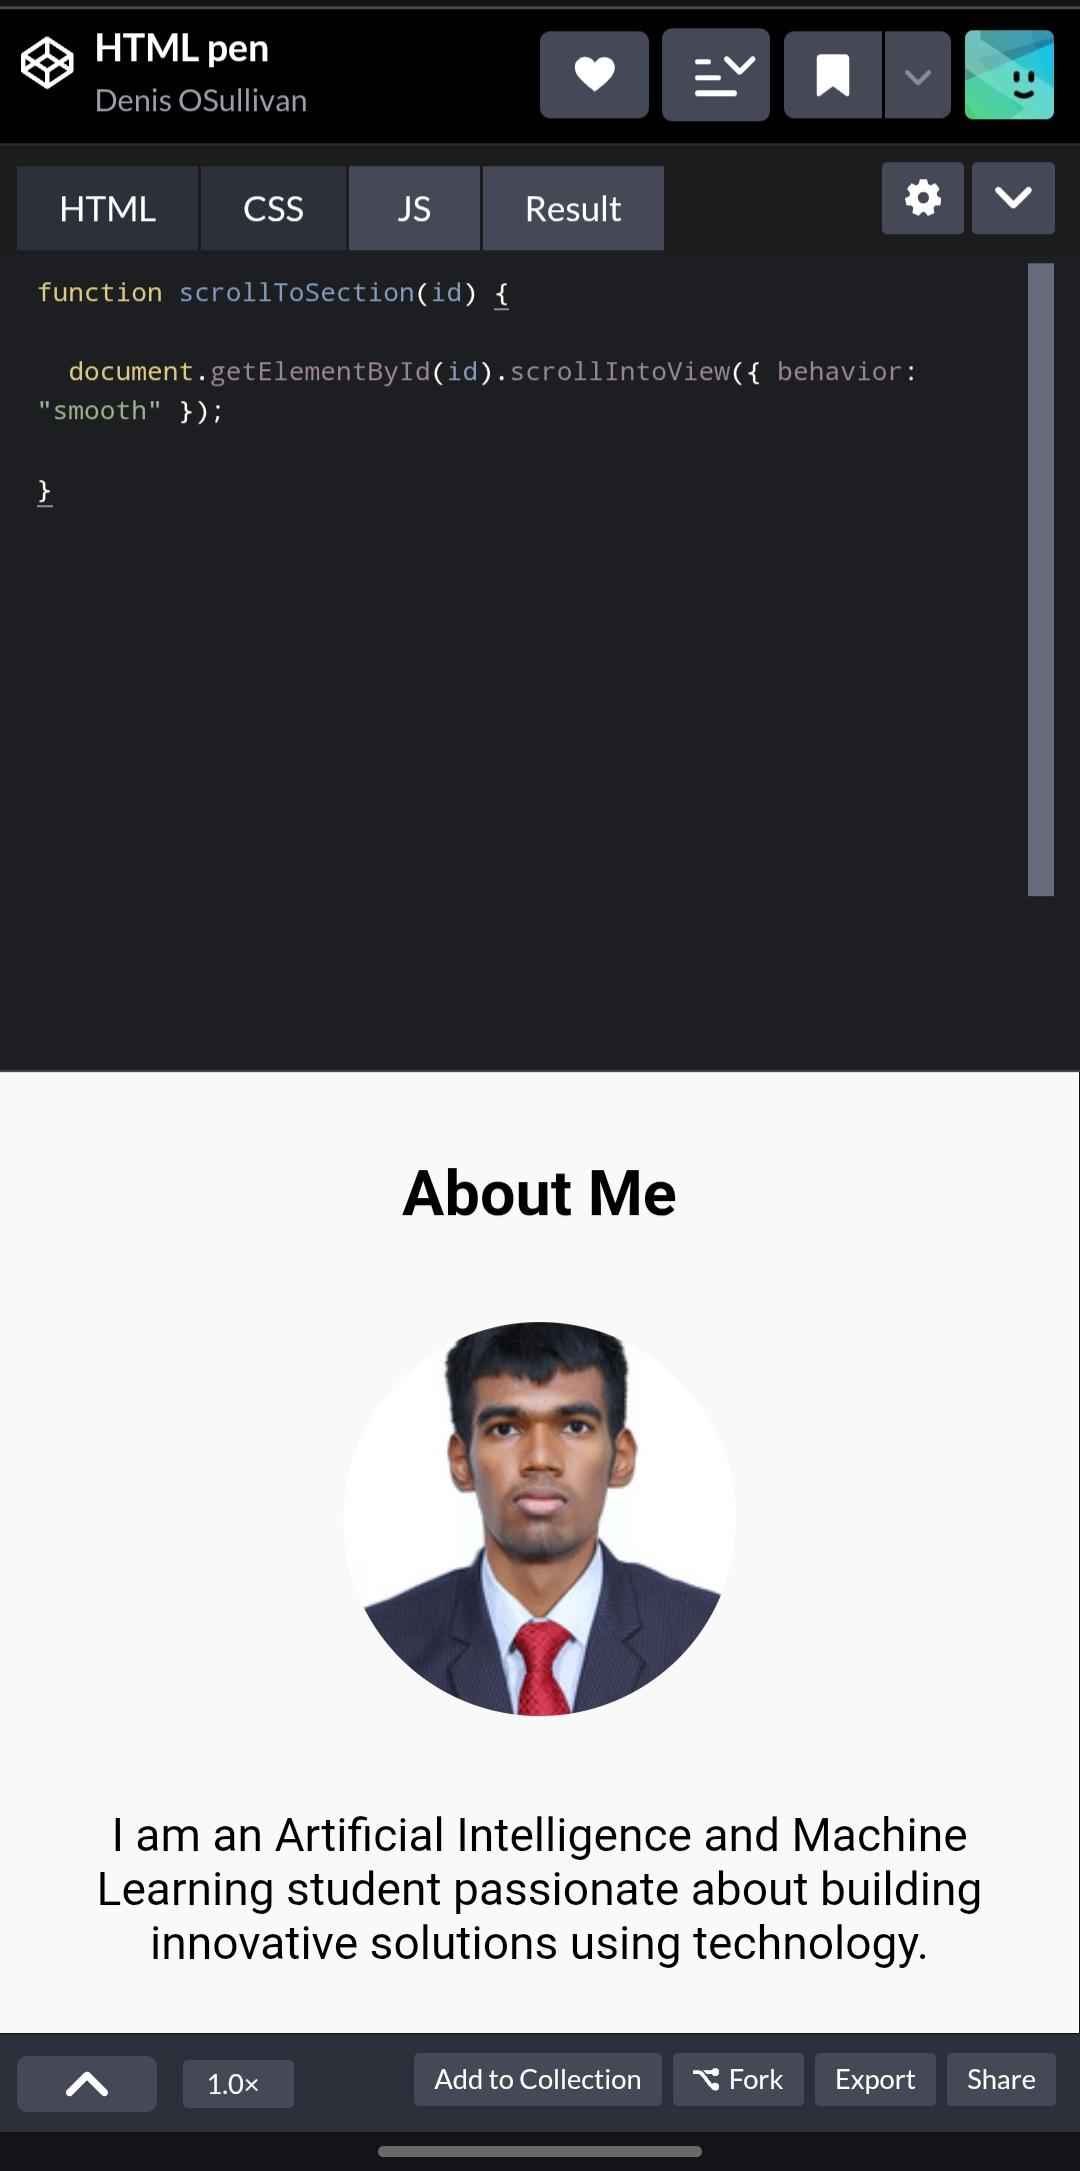 HTML pen
Denis OSullivan
HTML
CSS
JS
Result
function scrollToSection(id) {
document.getElementById(id).scrollIntoView({ behavior:
"smooth" });
}
About Me
I am an Artificial Intelligence and Machine
Learning student passionate about building
innovative solutions using technology.
1.0×
Add to Collection
Fork
Export
Share